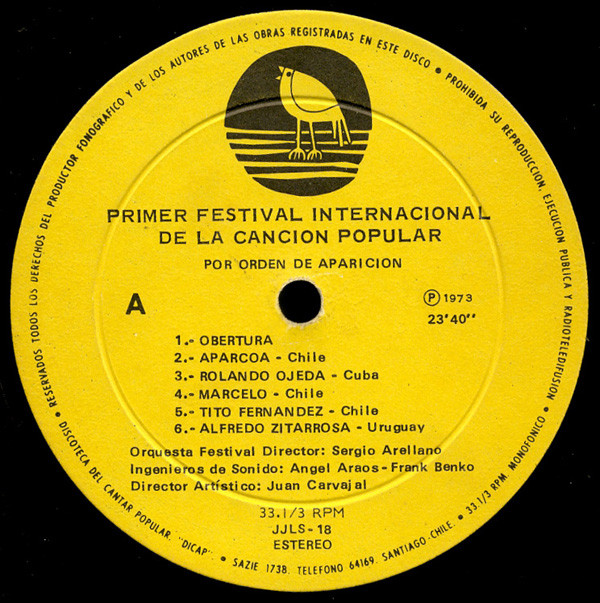 • RESERVADOS TODOS LOS DERECHOS DEL PRODUCTOR FONOGRAFICO Y DE LOS AUTORES DE LAS OBRAS REGISTRADAS EN ESTE DISCO • PROHIBIDA SU REPRODUCCION, EJECUCION PUBLICA Y RADIOTELEDIFUSION
PRIMER FESTIVAL INTERNACIONAL
DE LA CANCION POPULAR
POR ORDEN DE APARICION
A
Ⓟ 1973
23'40''
1.- OBERTURA
2.- APARCOA - Chile
3.- ROLANDO OJEDA - Cuba
4.- MARCELO - Chile
5.- TITO FERNANDEZ - Chile
6.- ALFREDO ZITARROSA - Uruguay
Orquesta Festival Director: Sergio Arellano
Ingenieros de Sonido: Angel Araos - Frank Benko
Director Artístico: Juan Carvajal
33.1/3 RPM
JJLS - 18
ESTEREO
• DISCOTECA DEL CANTAR POPULAR. "DICAP" • SAZIE 1738. TELEFONO 64169. SANTIAGO - CHILE. • 33.1/3 RPM. MONOFONICO •